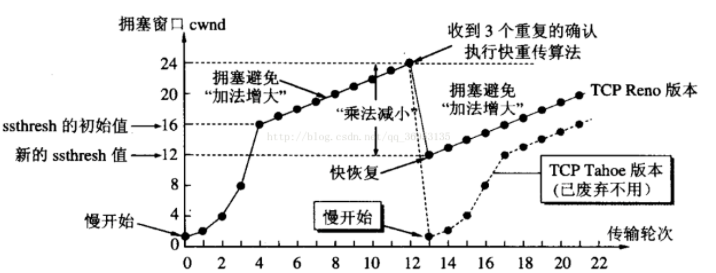 拥塞窗口 cwnd
收到 3 个重复的确认
执行快重传算法
24
20
16
12
8
4
0
拥塞避免
“加法增大”
“乘法减小”
拥塞避免
“加法增大”
TCP Reno 版本
ssthresh 的初始值
新的 ssthresh 值
快恢复
TCP Tahoe 版本
(已废弃不用)
慢开始
慢开始
0 2 4 6 8 10 12 14 16 18 20 22
传输轮次